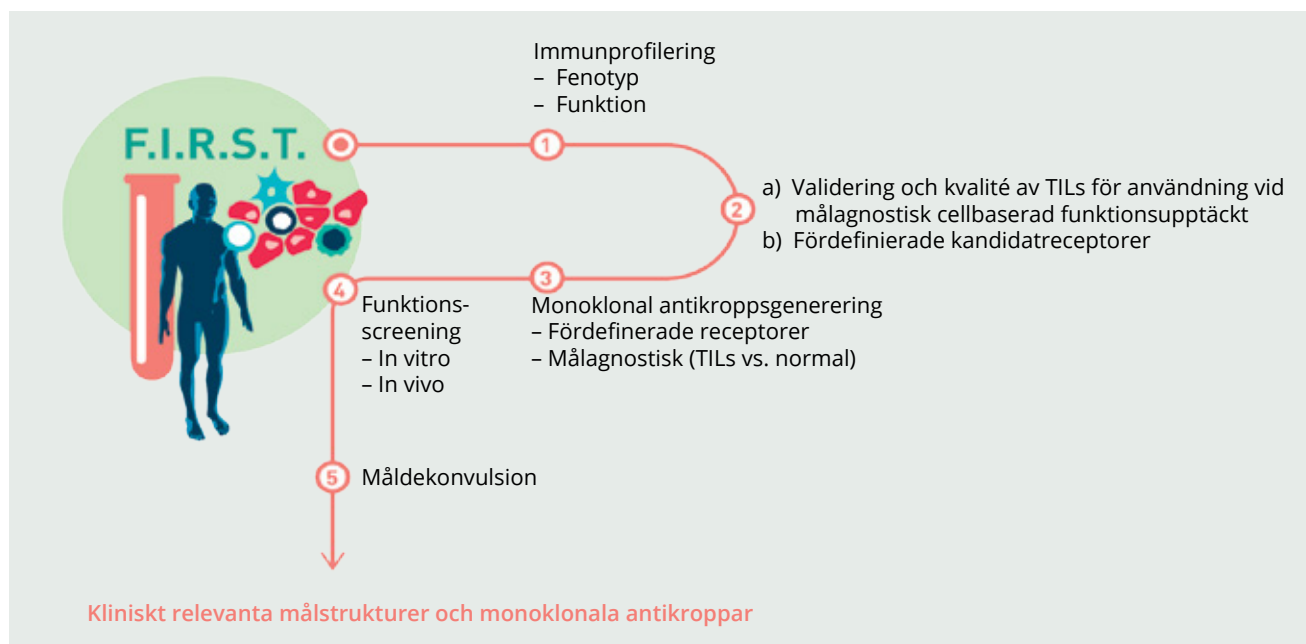 Immunprofilering
– Fenotyp
– Funktion
F.I.R.S.T.
1
2
a) Validering och kvalité av TILs för användning vid
målagnostisk cellbaserad funktionsupptäckt
b) Fördefinierade kandidatreceptorer
3
Monoklonal antikroppsgenerering
– Fördefinerade receptorer
– Målagnostisk (TILs vs. normal)
4
Funktions-
screening
– In vitro
– In vivo
5
Måldekonvulsion
Kliniskt relevanta målstrukturer och monoklonala antikroppar